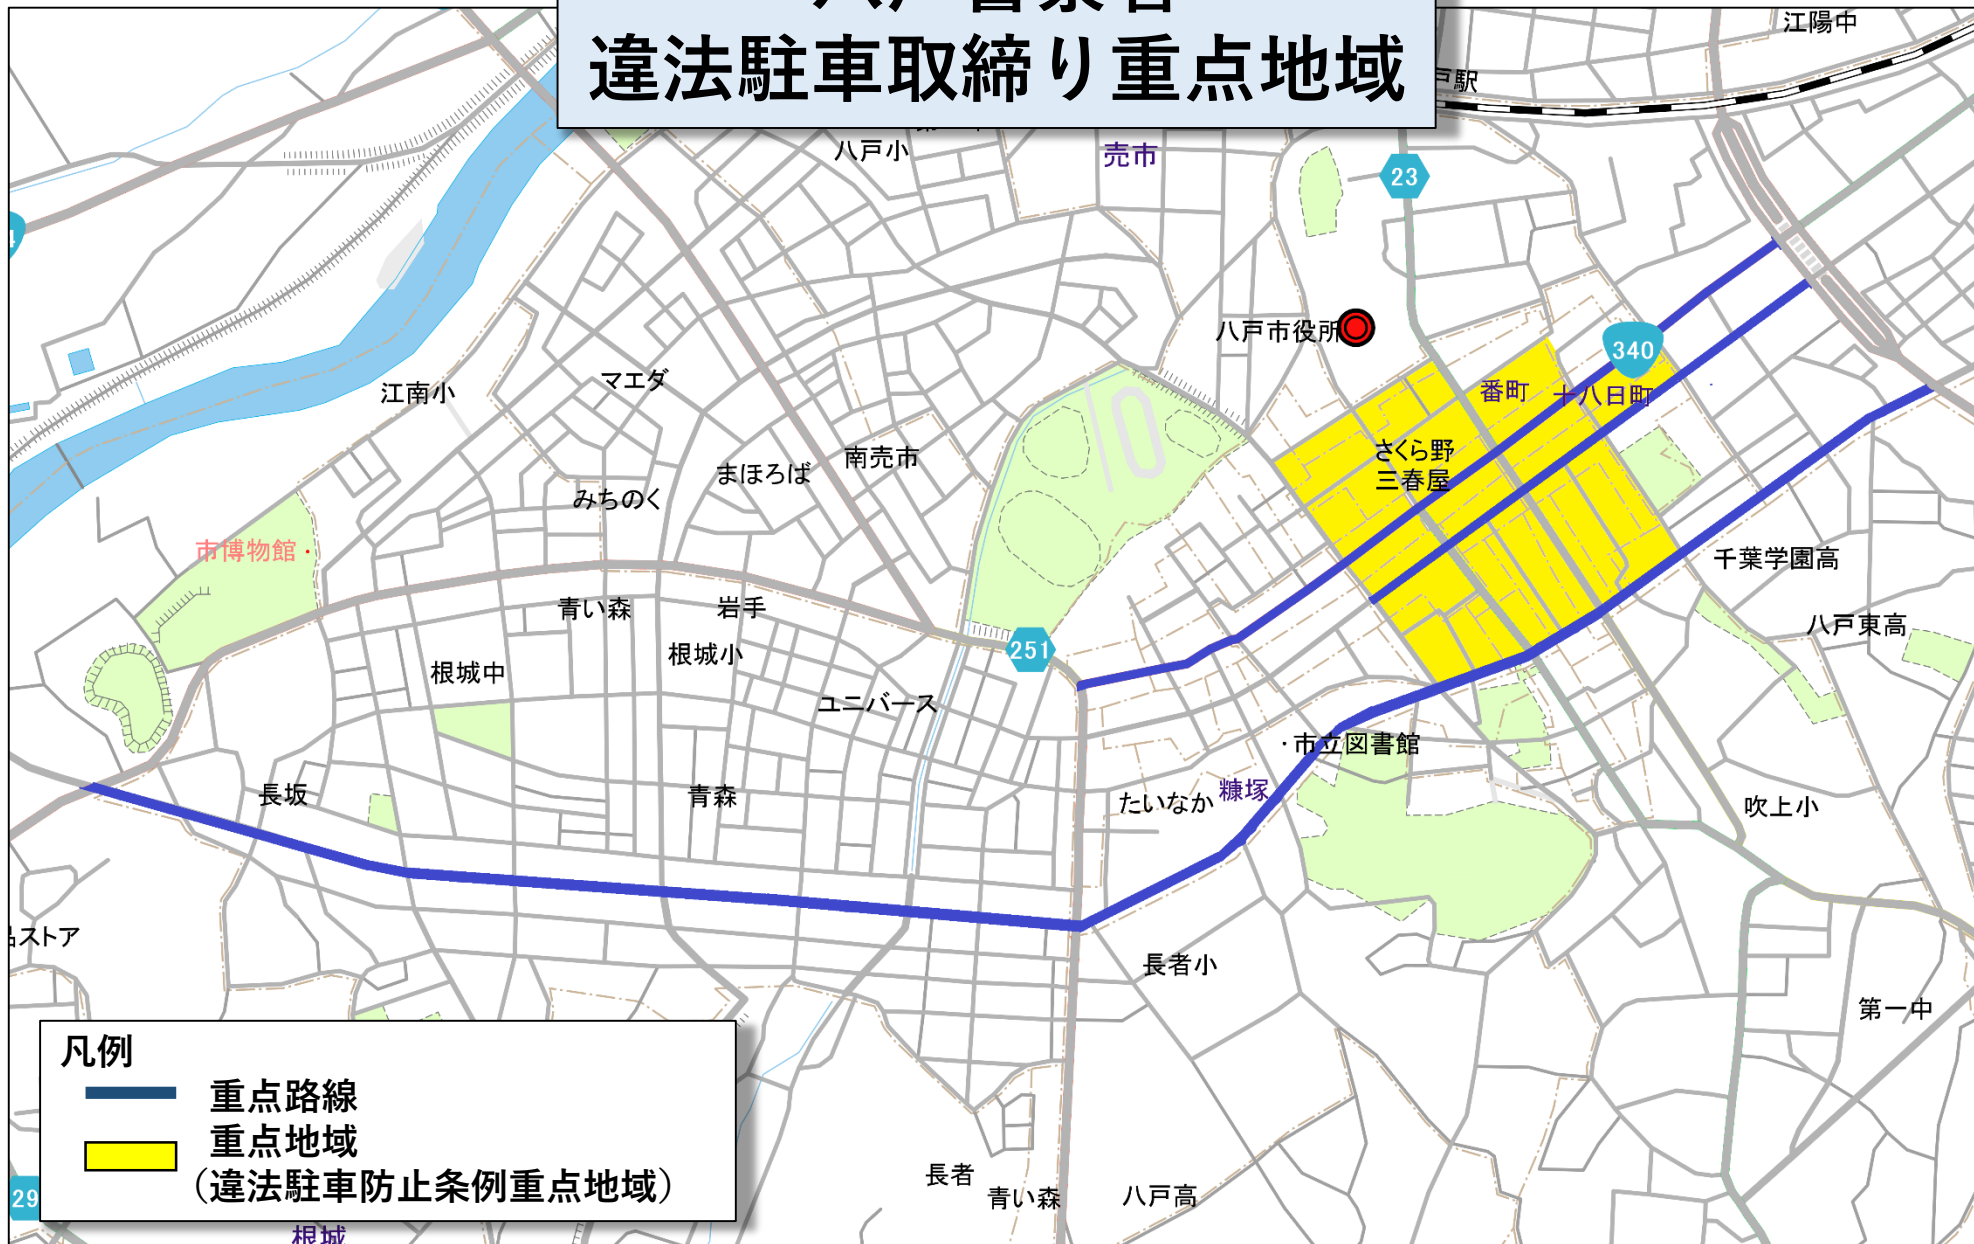 違法駐車取締り重点地域
江陽中
戸駅
八戸小
売市
23
八戸市役所
340
番町
十八日町
江南小
マエダ
さくら野
三春屋
南売市
まほろば
みちのく
市博物館
千葉学園高
青い森
岩手
八戸東高
根城小
251
根城中
ユニバース
・市立図書館
長坂
青森
たいなか
糠塚
吹上小
ストア
長者小
第一中
凡例
重点路線
重点地域
(違法駐車防止条例重点地域)
長者
青い森
八戸高
29
根城